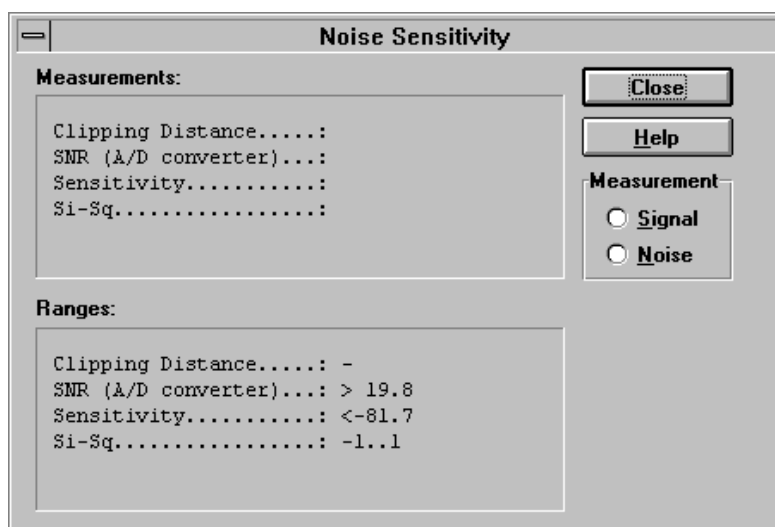 Noise Sensitivity
Measurements:
Clipping Distance.....:
SNR (A/D converter)...:
Sensitivity...........:
Si-Sq.................:
Close
Help
Measurement
Signal
Noise
Ranges:
Clipping Distance.....: -
SNR (A/D converter)...: > 19.8
Sensitivity...........: <-81.7
Si-Sq.................: -1..1